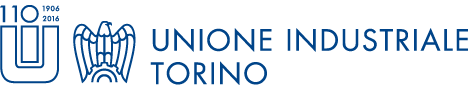 110 1906
2016
U
UNIONE INDUSTRIALE
TORINO